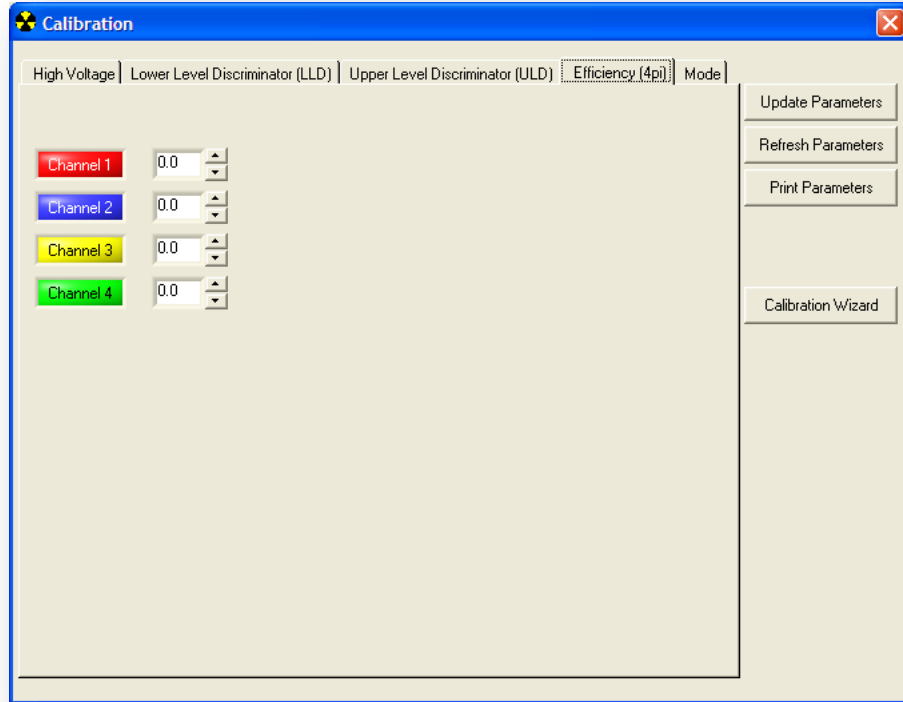 Calibration
High Voltage Lower Level Discriminator (LLD) Upper Level Discriminator (ULD) Efficiency (4pi) Mode
Update Parameters
Refresh Parameters
Print Parameters
Calibration Wizard
Channel 1 0.0
Channel 2 0.0
Channel 3 0.0
Channel 4 0.0